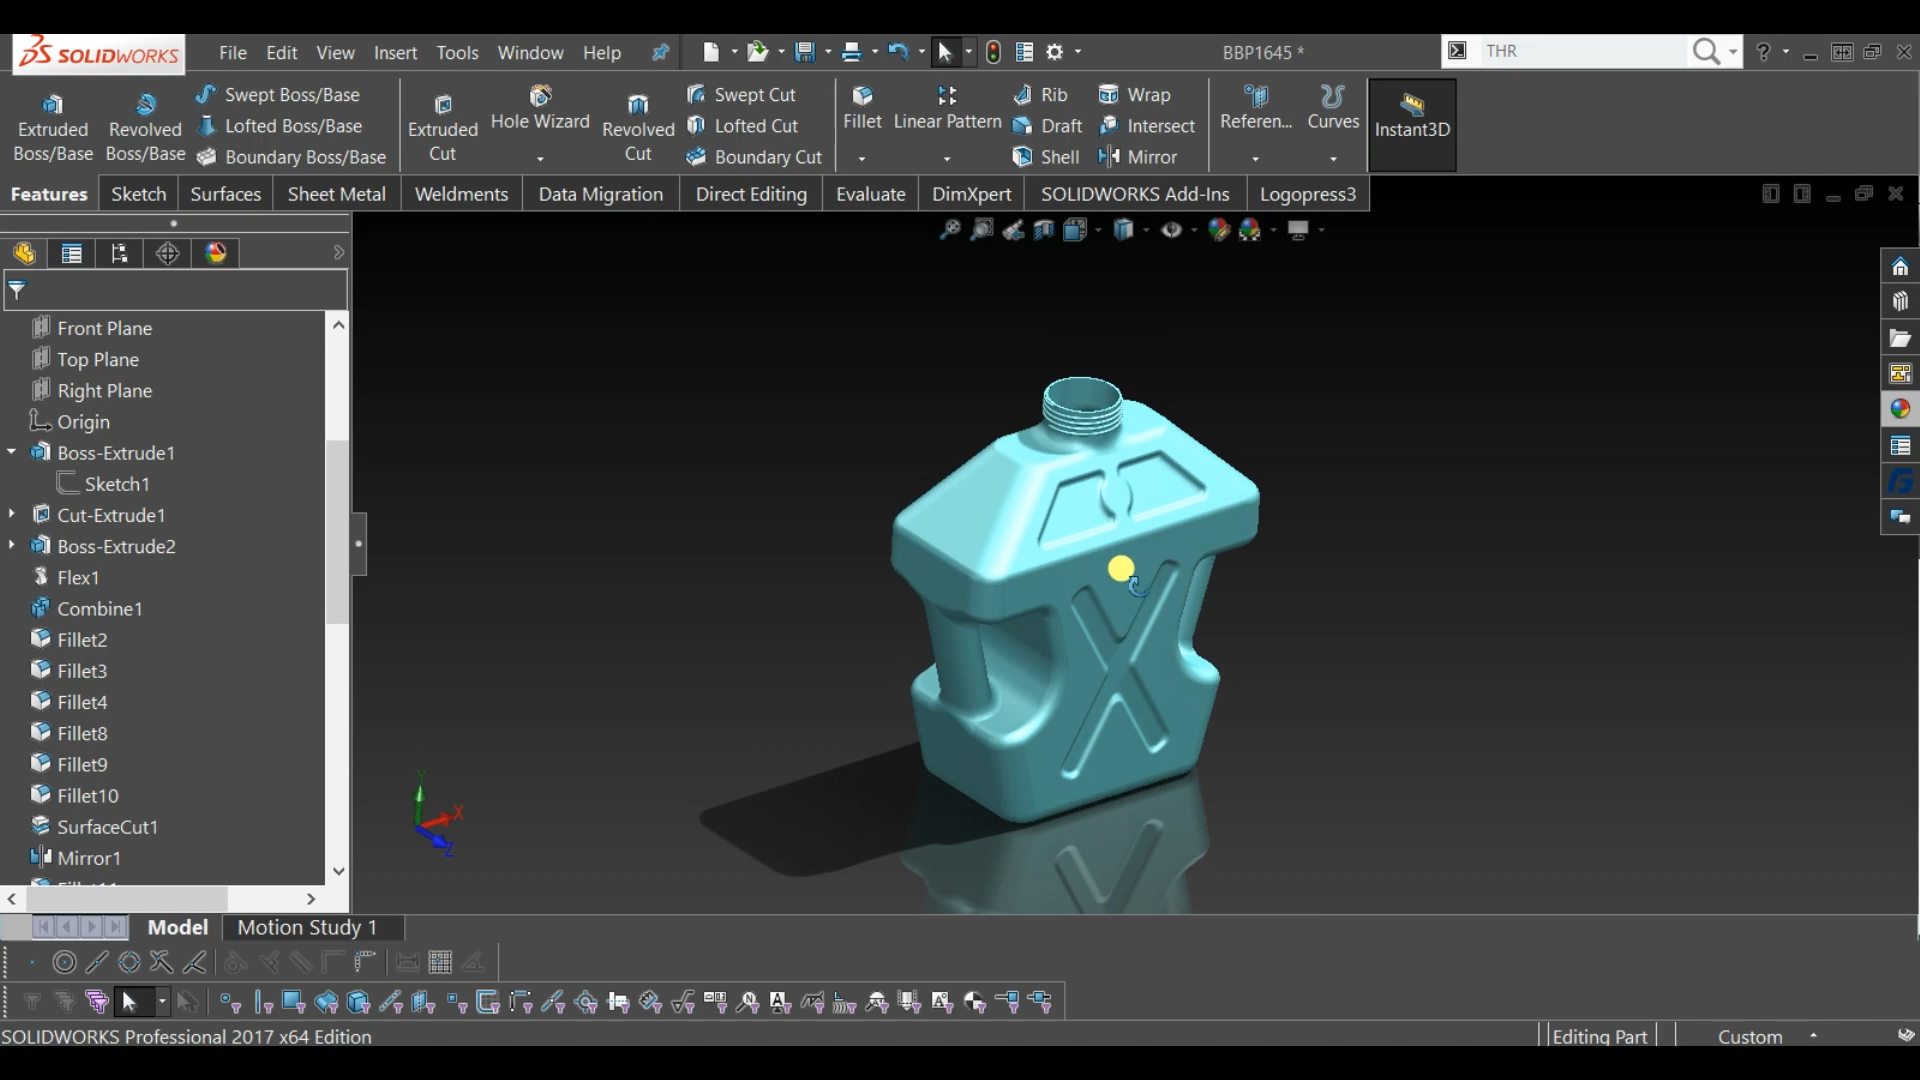 SOLIDWORKS File Edit View Insert Tools Window Help BBP1645 * THR
Extruded Boss/Base
Revolved Boss/Base
Swept Boss/Base
Lofted Boss/Base
Boundary Boss/Base
Extruded Cut
Hole Wizard
Revolved Cut
Swept Cut
Lofted Cut
Boundary Cut
Fillet
Linear Pattern
Rib
Draft
Shell
Wrap
Intersect
Mirror
Referen...
Curves
Instant3D
Features Sketch Surfaces Sheet Metal Weldments Data Migration Direct Editing Evaluate DimXpert SOLIDWORKS Add-Ins Logopress3
Front Plane
Top Plane
Right Plane
Origin
Boss-Extrude1
Sketch1
Cut-Extrude1
Boss-Extrude2
Flex1
Combine1
Fillet2
Fillet3
Fillet4
Fillet8
Fillet9
Fillet10
SurfaceCut1
Mirror1
Y
X
Z
Model Motion Study 1
SOLIDWORKS Professional 2017 x64 Edition Editing Part Custom